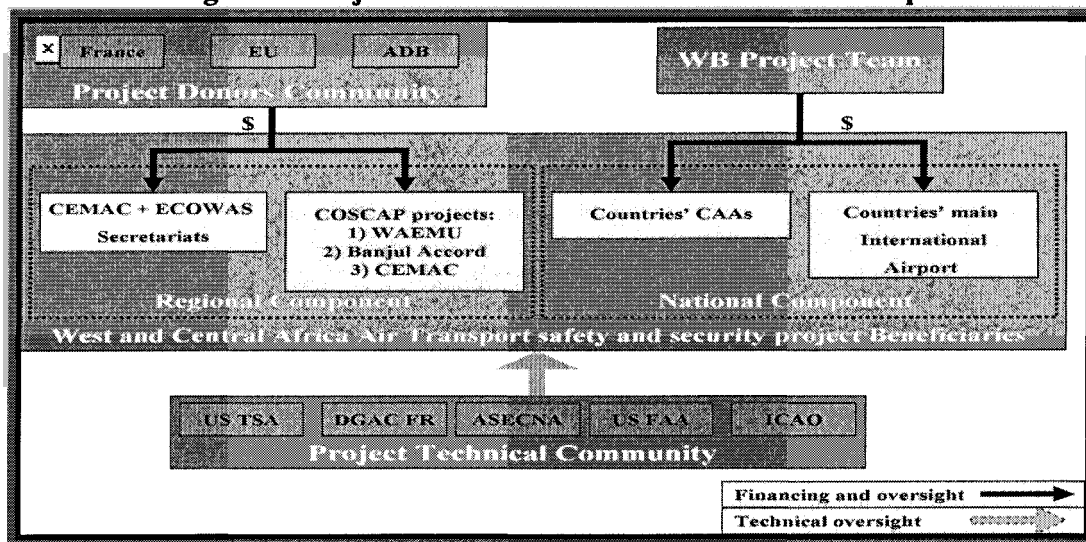 France EU ADB
Project Donors Community
WB Project Team
$ $
CEMAC + ECOWAS
Secretariats
COSCAP projects:
1) WAEMU
2) Banjul Accord
3) CEMAC
Countries' CAAs
Countries' main
International
Airport
Regional Component
National Component
West and Central Africa Air Transport safety and security project Beneficiaries
US TSA DGAC FR ASECNA US FAA ICAO
Project Technical Community
Financing and oversight
Technical oversight